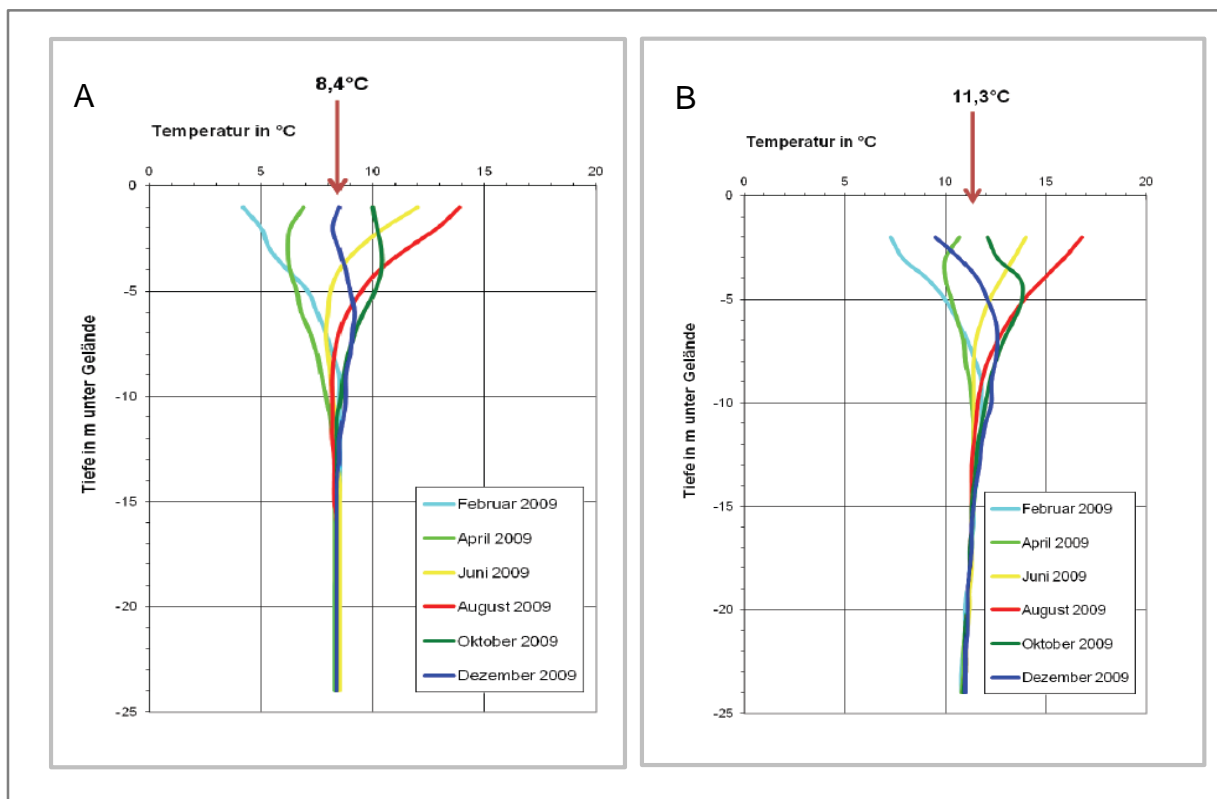 A
8,4°C
Temperatur in °C
0 5 10 15 20
0
-5
-10
-15
-20
-25
Tiefe in m unter Gelände
Februar 2009
April 2009
Juni 2009
August 2009
Oktober 2009
Dezember 2009
B
11,3°C
Temperatur in °C
0 5 10 15 20
0
-5
-10
-15
-20
-25
Tiefe in m unter Gelände
Februar 2009
April 2009
Juni 2009
August 2009
Oktober 2009
Dezember 2009